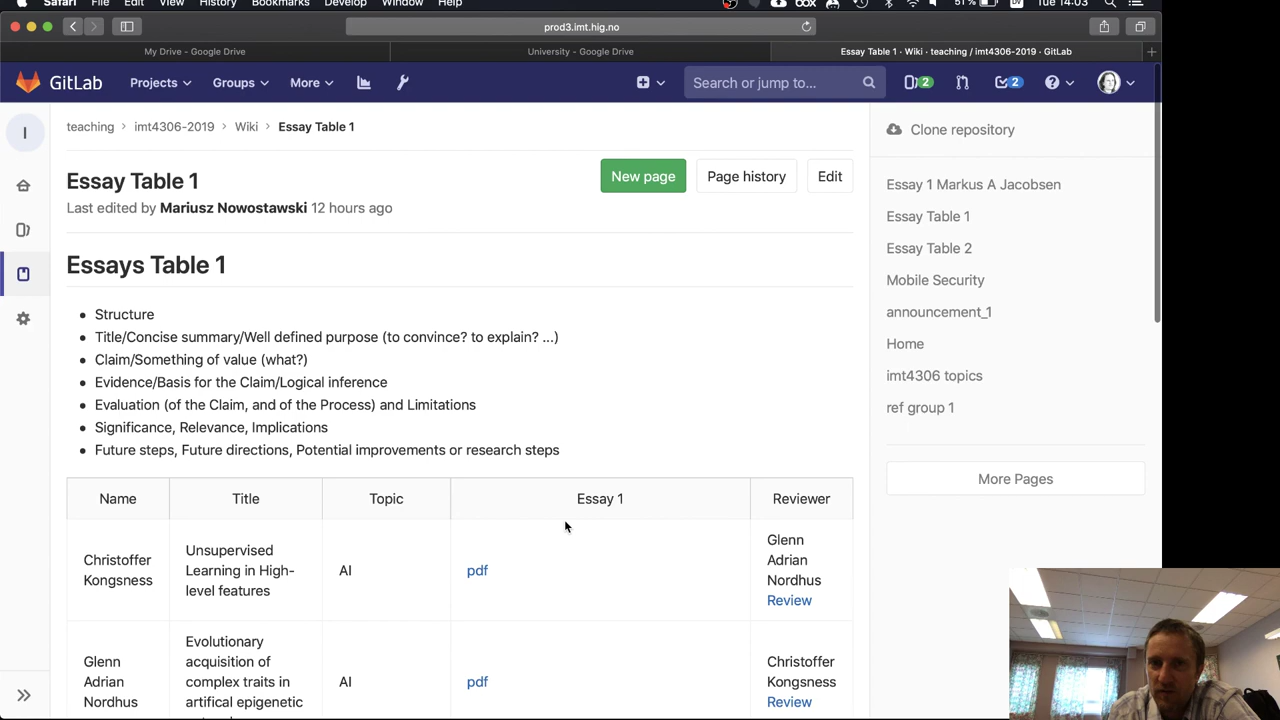 Safari File Edit View History Bookmarks Develop Window Help 51% Tue 14:03
prod3.imt.hig.no
My Drive - Google Drive University - Google Drive Essay Table 1 · Wiki · teaching / imt4306-2019 · GitLab
GitLab Projects Groups More Search or jump to... 2 2
teaching › imt4306-2019 › Wiki › Essay Table 1
I
Essay Table 1
New page Page history Edit
Last edited by Mariusz Nowostawski 12 hours ago
Essays Table 1
• Structure
• Title/Concise summary/Well defined purpose (to convince? to explain? ...)
• Claim/Something of value (what?)
• Evidence/Basis for the Claim/Logical inference
• Evaluation (of the Claim, and of the Process) and Limitations
• Significance, Relevance, Implications
• Future steps, Future directions, Potential improvements or research steps
Name Title Topic Essay 1 Reviewer
Christoffer
Kongsness
Unsupervised
Learning in High-
level features
AI
pdf
Glenn
Adrian
Nordhus
Review
Glenn
Adrian
Nordhus
Evolutionary
acquisition of
complex traits in
artifical epigenetic
AI
pdf
Christoffer
Kongsness
Review
Clone repository
Essay 1 Markus A Jacobsen
Essay Table 1
Essay Table 2
Mobile Security
announcement_1
Home
imt4306 topics
ref group 1
More Pages